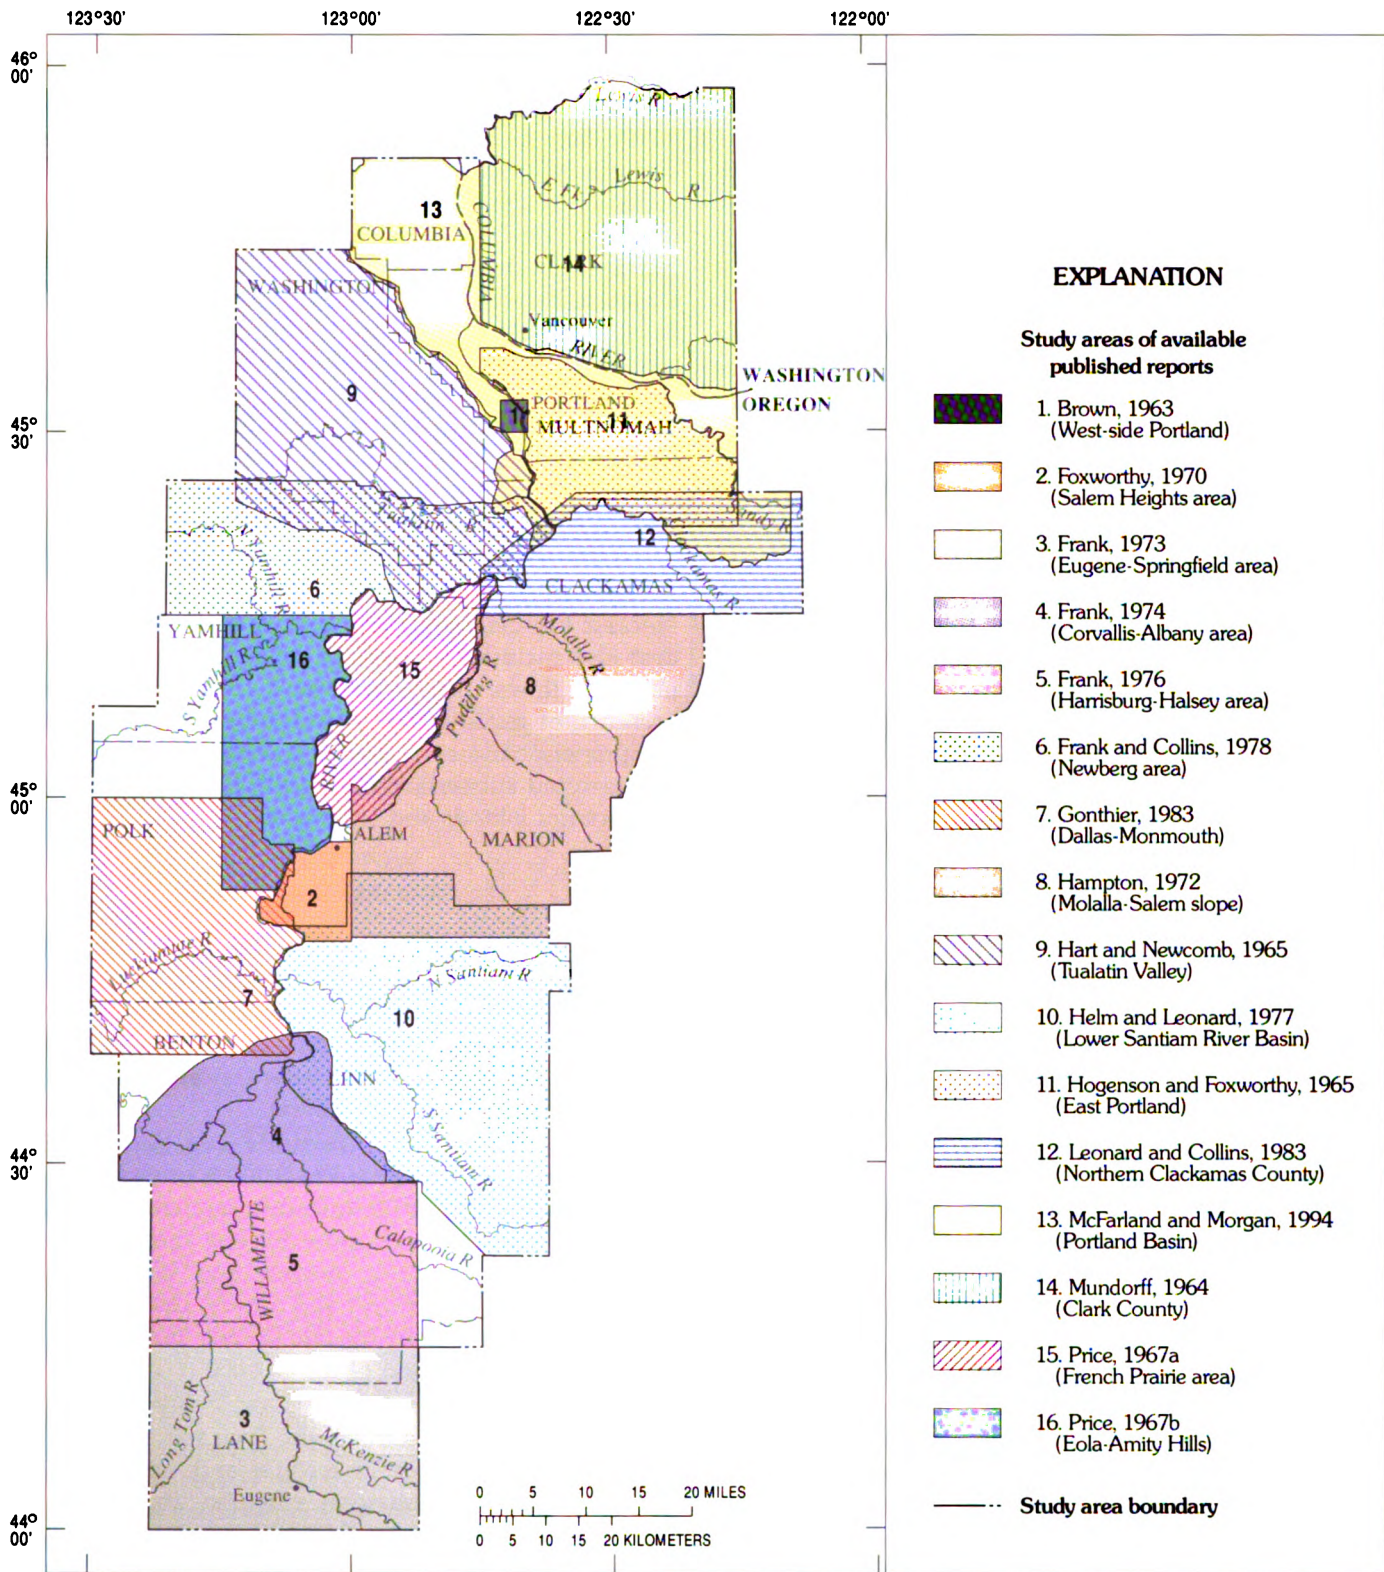 123°30'
123°00'
122°30'
122°00'
46°
00'
Lewis R
E Fk
Lewis
R
13
COLUMBIA
COLUMBIA
CLARK
14
WASHINGTON
Vancouver
RIVER
WASHINGTON
OREGON
9
PORTLAND
1
11
MULTNOMAH
45°
30'
Tualatin R
Sandy R
12
N Yamhill R
6
CLACKAMAS
Clackamas R
YAMHILL
16
15
Molalla R
S Yamhill R
8
Pudding R
RIVER
45°
00'
POLK
SALEM
MARION
2
Luckiamute R
N Santiam R
7
10
BENTON
LINN
4
S Santiam R
44°
30'
WILLAMETTE
Calapooia R
5
Long Tom R
3
LANE
McKenzie R
Eugene
0 5 10 15 20 MILES
0 5 10 15 20 KILOMETERS
44°
00'
EXPLANATION
Study areas of available
published reports
1. Brown, 1963
(West-side Portland)
2. Foxworthy, 1970
(Salem Heights area)
3. Frank, 1973
(Eugene-Springfield area)
4. Frank, 1974
(Corvallis-Albany area)
5. Frank, 1976
(Harrisburg-Halsey area)
6. Frank and Collins, 1978
(Newberg area)
7. Gonthier, 1983
(Dallas-Monmouth)
8. Hampton, 1972
(Molalla-Salem slope)
9. Hart and Newcomb, 1965
(Tualatin Valley)
10. Helm and Leonard, 1977
(Lower Santiam River Basin)
11. Hogenson and Foxworthy, 1965
(East Portland)
12. Leonard and Collins, 1983
(Northern Clackamas County)
13. McFarland and Morgan, 1994
(Portland Basin)
14. Mundorff, 1964
(Clark County)
15. Price, 1967a
(French Prairie area)
16. Price, 1967b
(Eola-Amity Hills)
Study area boundary